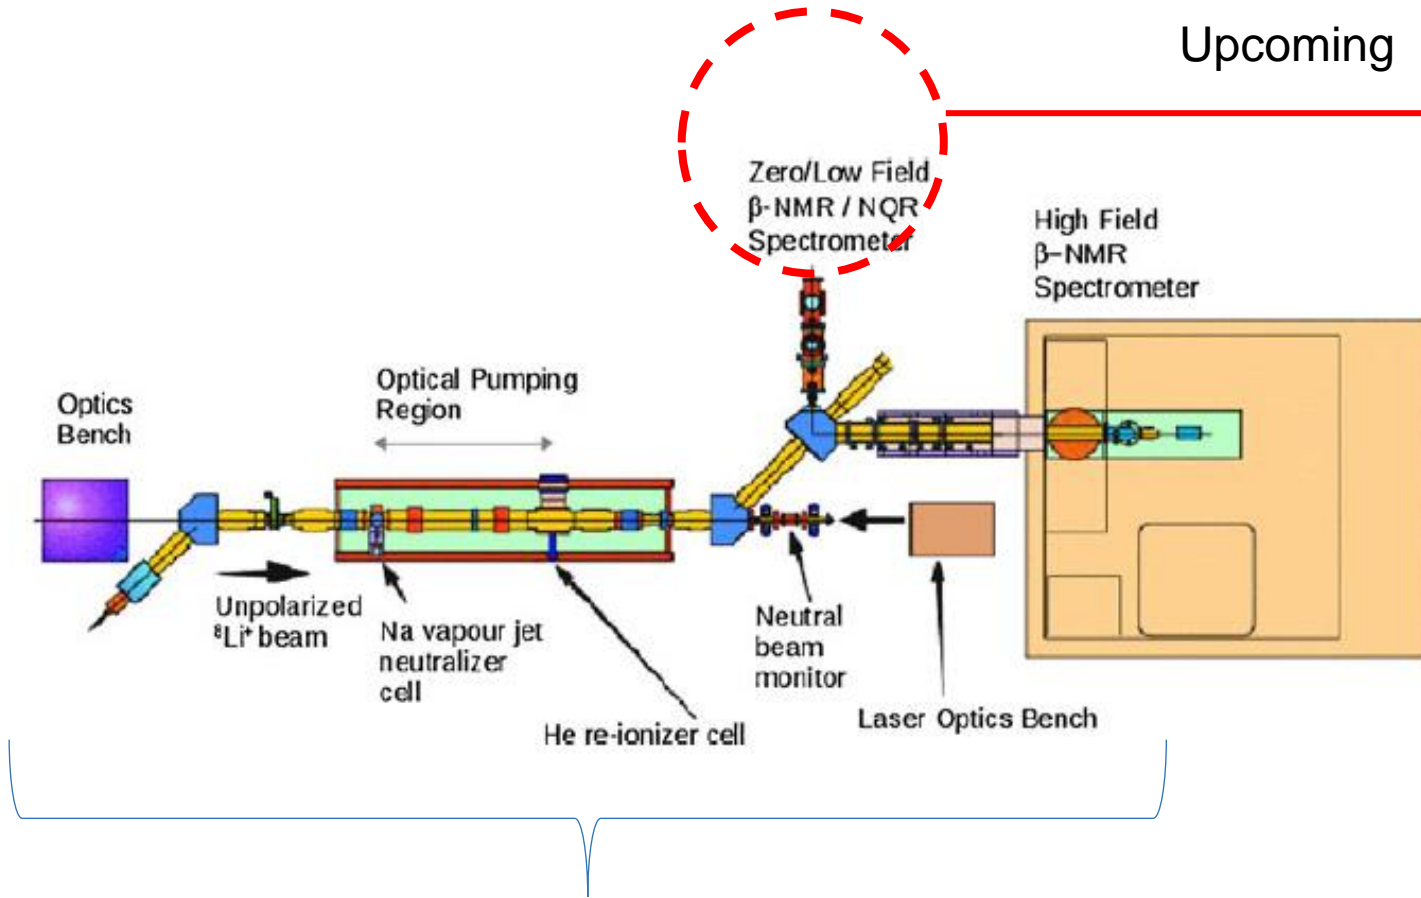 Upcoming
Zero/Low Field
β-NMR / NQR
Spectrometer
High Field
β-NMR
Spectrometer
Optical Pumping
Region
Optics
Bench
Unpolarized
⁸Li⁺ beam
Na vapour jet
neutralizer
cell
Neutral
beam
monitor
He re-ionizer cell
Laser Optics Bench